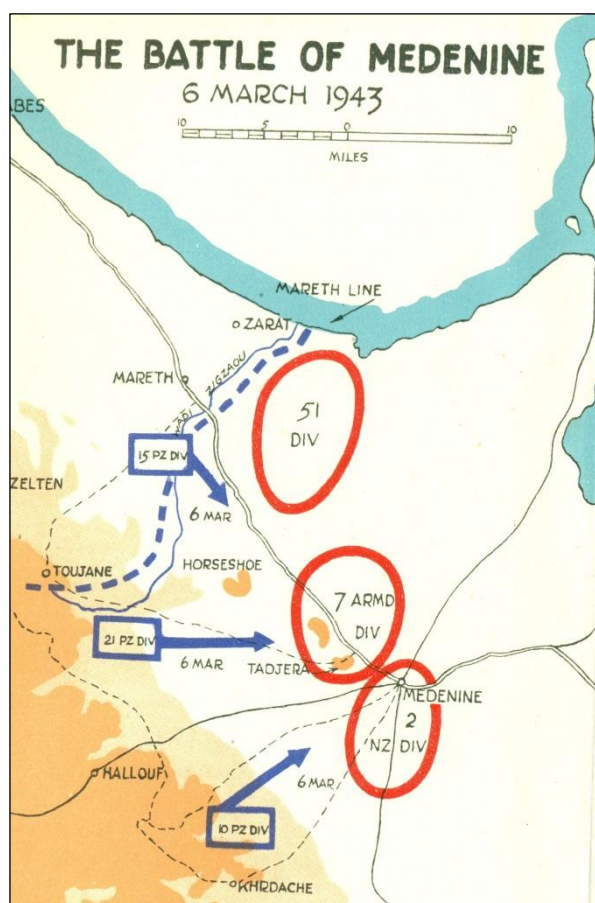 THE BATTLE OF MEDENINE
6 MARCH 1943
10 5 0 10
MILES
ABES
MARETH LINE
ZARAT
MARETH
WADI ZIGZAOU
51
DIV
15 PZ DIV
6 MAR
ZELTEN
TOUJANE
HORSESHOE
7 ARMD
DIV
21 PZ DIV
6 MAR
TADJERA
MEDENINE
2
NZ DIV
HALLOUF
6 MAR
10 PZ DIV
KHRDACHE